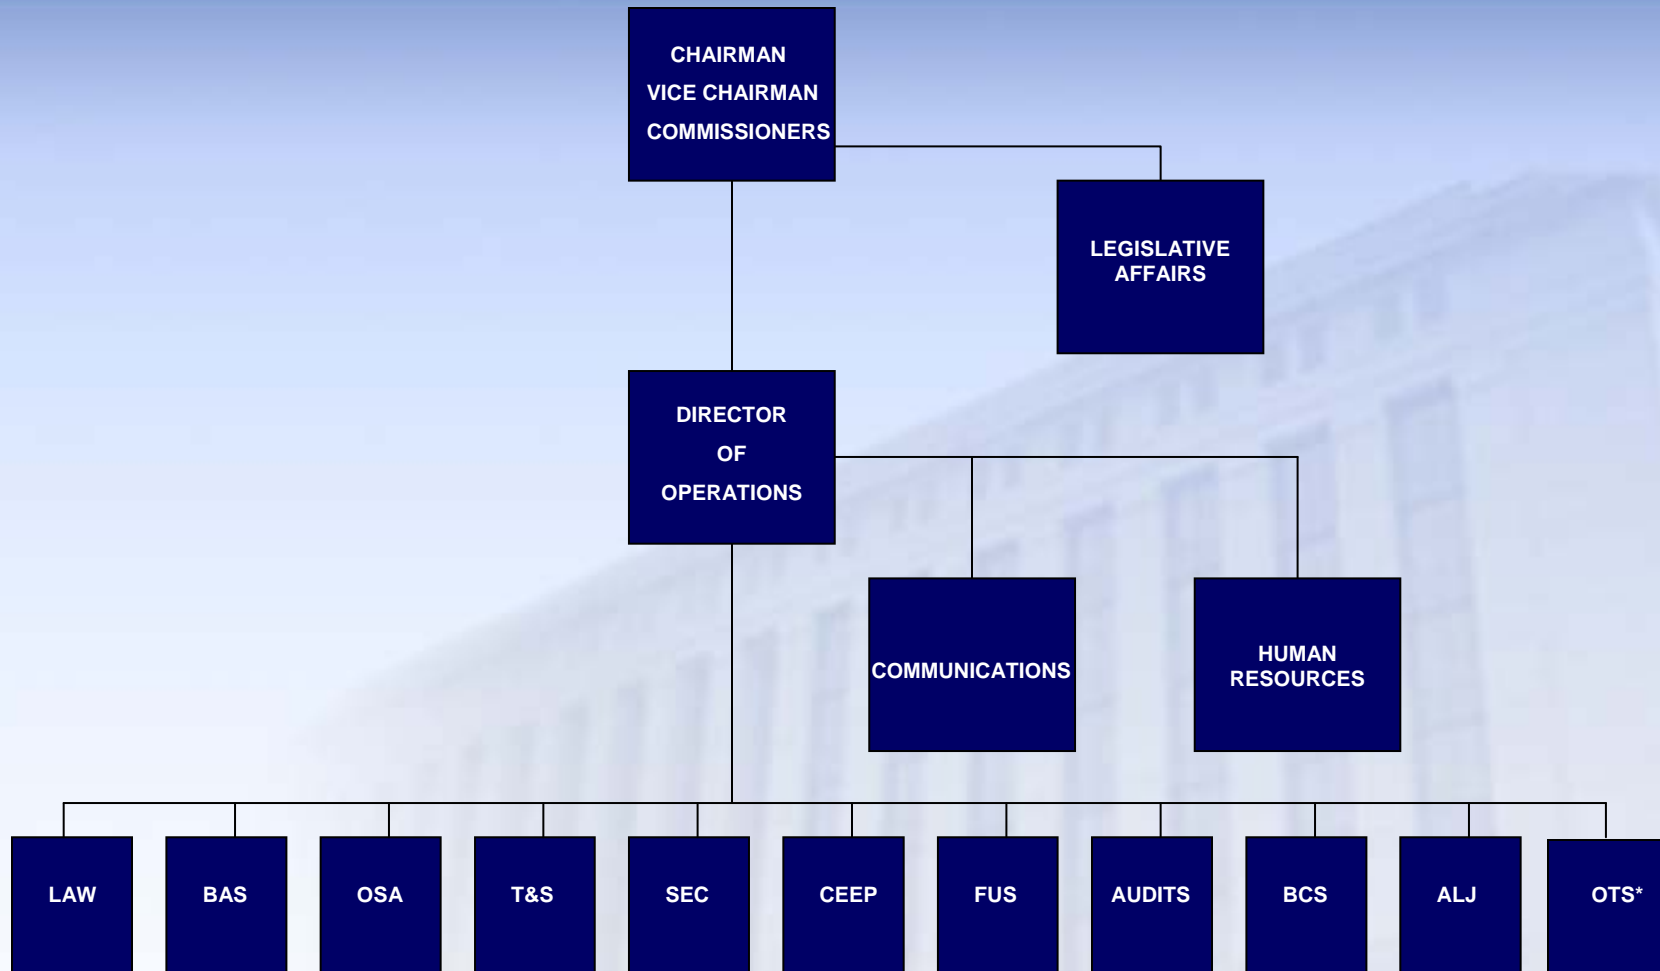 CHAIRMAN
VICE CHAIRMAN
COMMISSIONERS
LEGISLATIVE
AFFAIRS
DIRECTOR
OF
OPERATIONS
COMMUNICATIONS
HUMAN
RESOURCES
LAW
BAS
OSA
T&S
SEC
CEEP
FUS
AUDITS
BCS
ALJ
OTS*